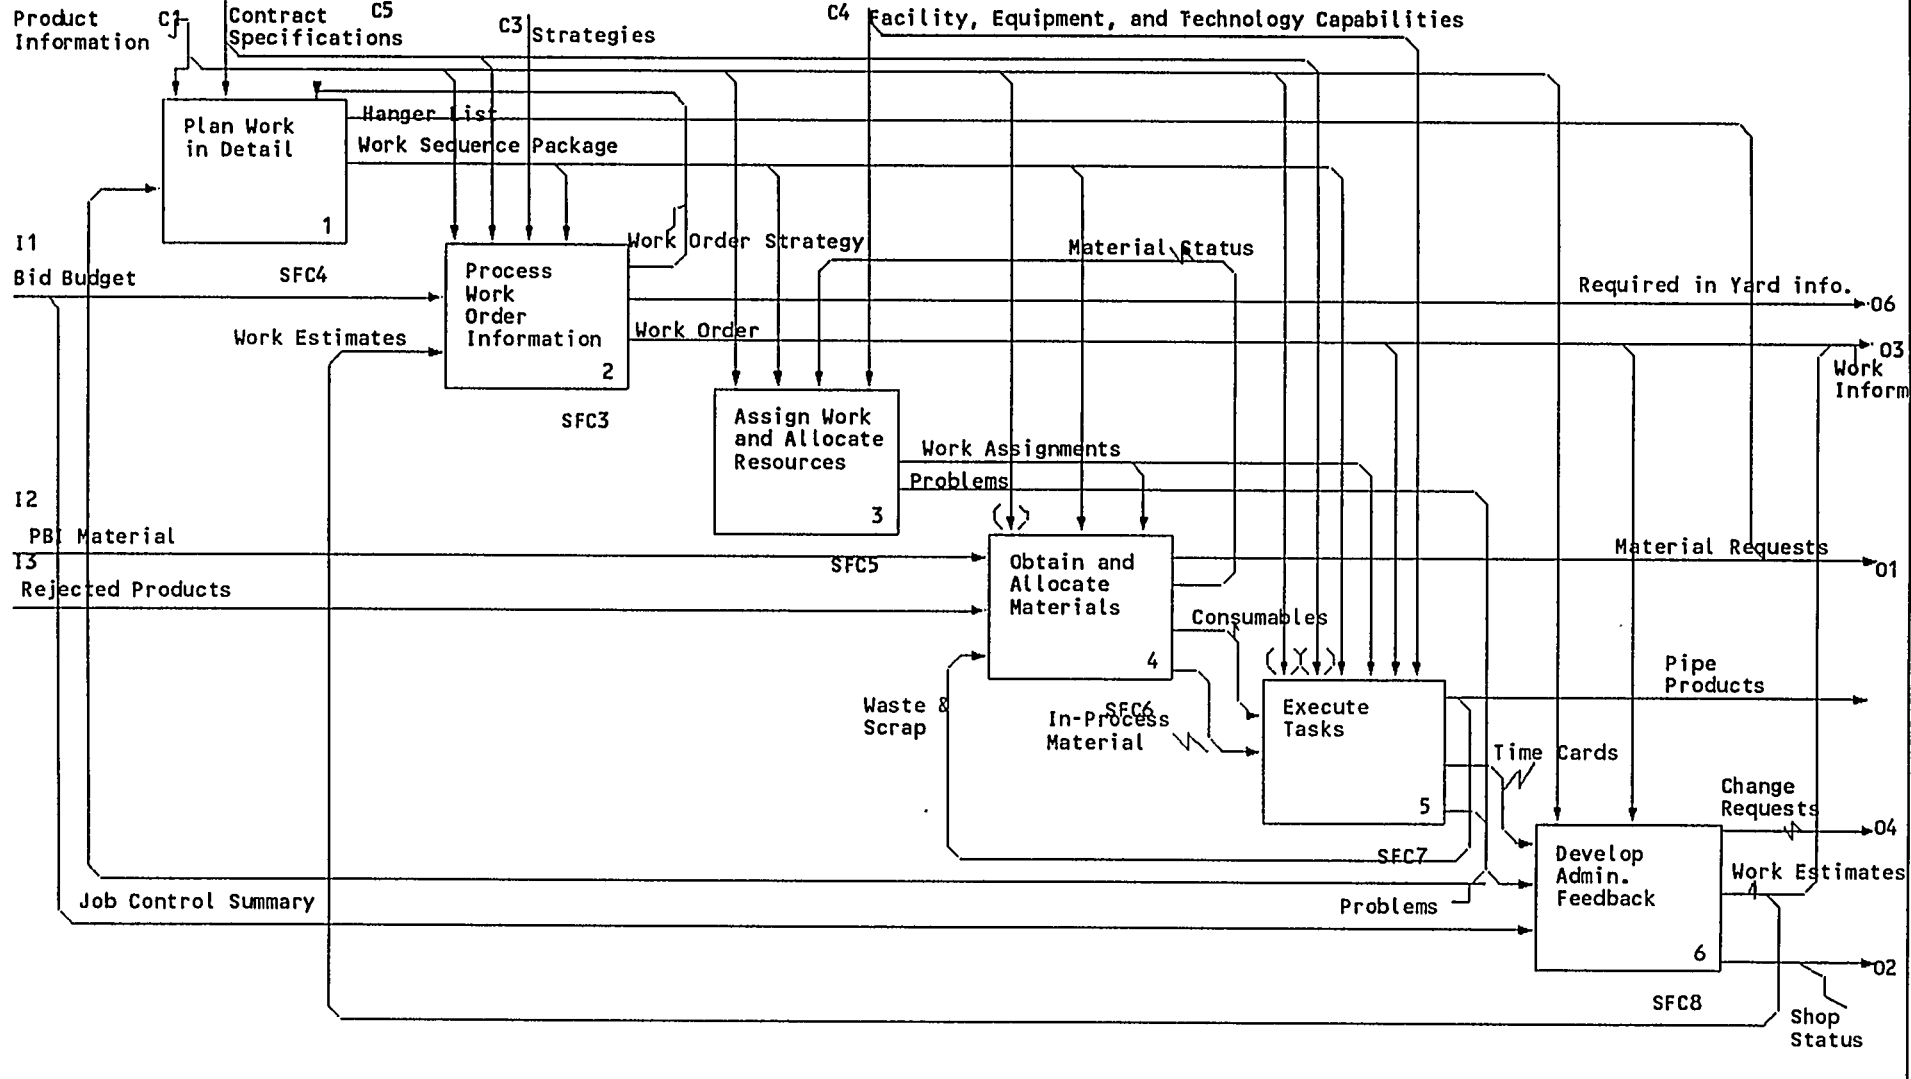 Product
Information
C1
Contract
Specifications
C5
C3
Strategies
C4
Facility, Equipment, and Technology Capabilities
Hanger List
Plan Work
in Detail
1
Work Sequence Package
I1
Bid Budget
SFC4
Work Order Strategy
Material Status
Process
Work
Order
Information
2
Required in Yard info.
O6
Work Order
Work Estimates
O3
Work
Inform
SFC3
Assign Work
and Allocate
Resources
3
Work Assignments
Problems
I2
PBI Material
I3
Rejected Products
SFC5
Obtain and
Allocate
Materials
4
Material Requests
O1
Consumables
Waste &
Scrap
SFC6
In-Process
Material
Execute
Tasks
5
Pipe
Products
Time Cards
SFC7
Change
Requests
O4
Develop
Admin.
Feedback
6
Work Estimates
Job Control Summary
Problems
O2
SFC8
Shop
Status